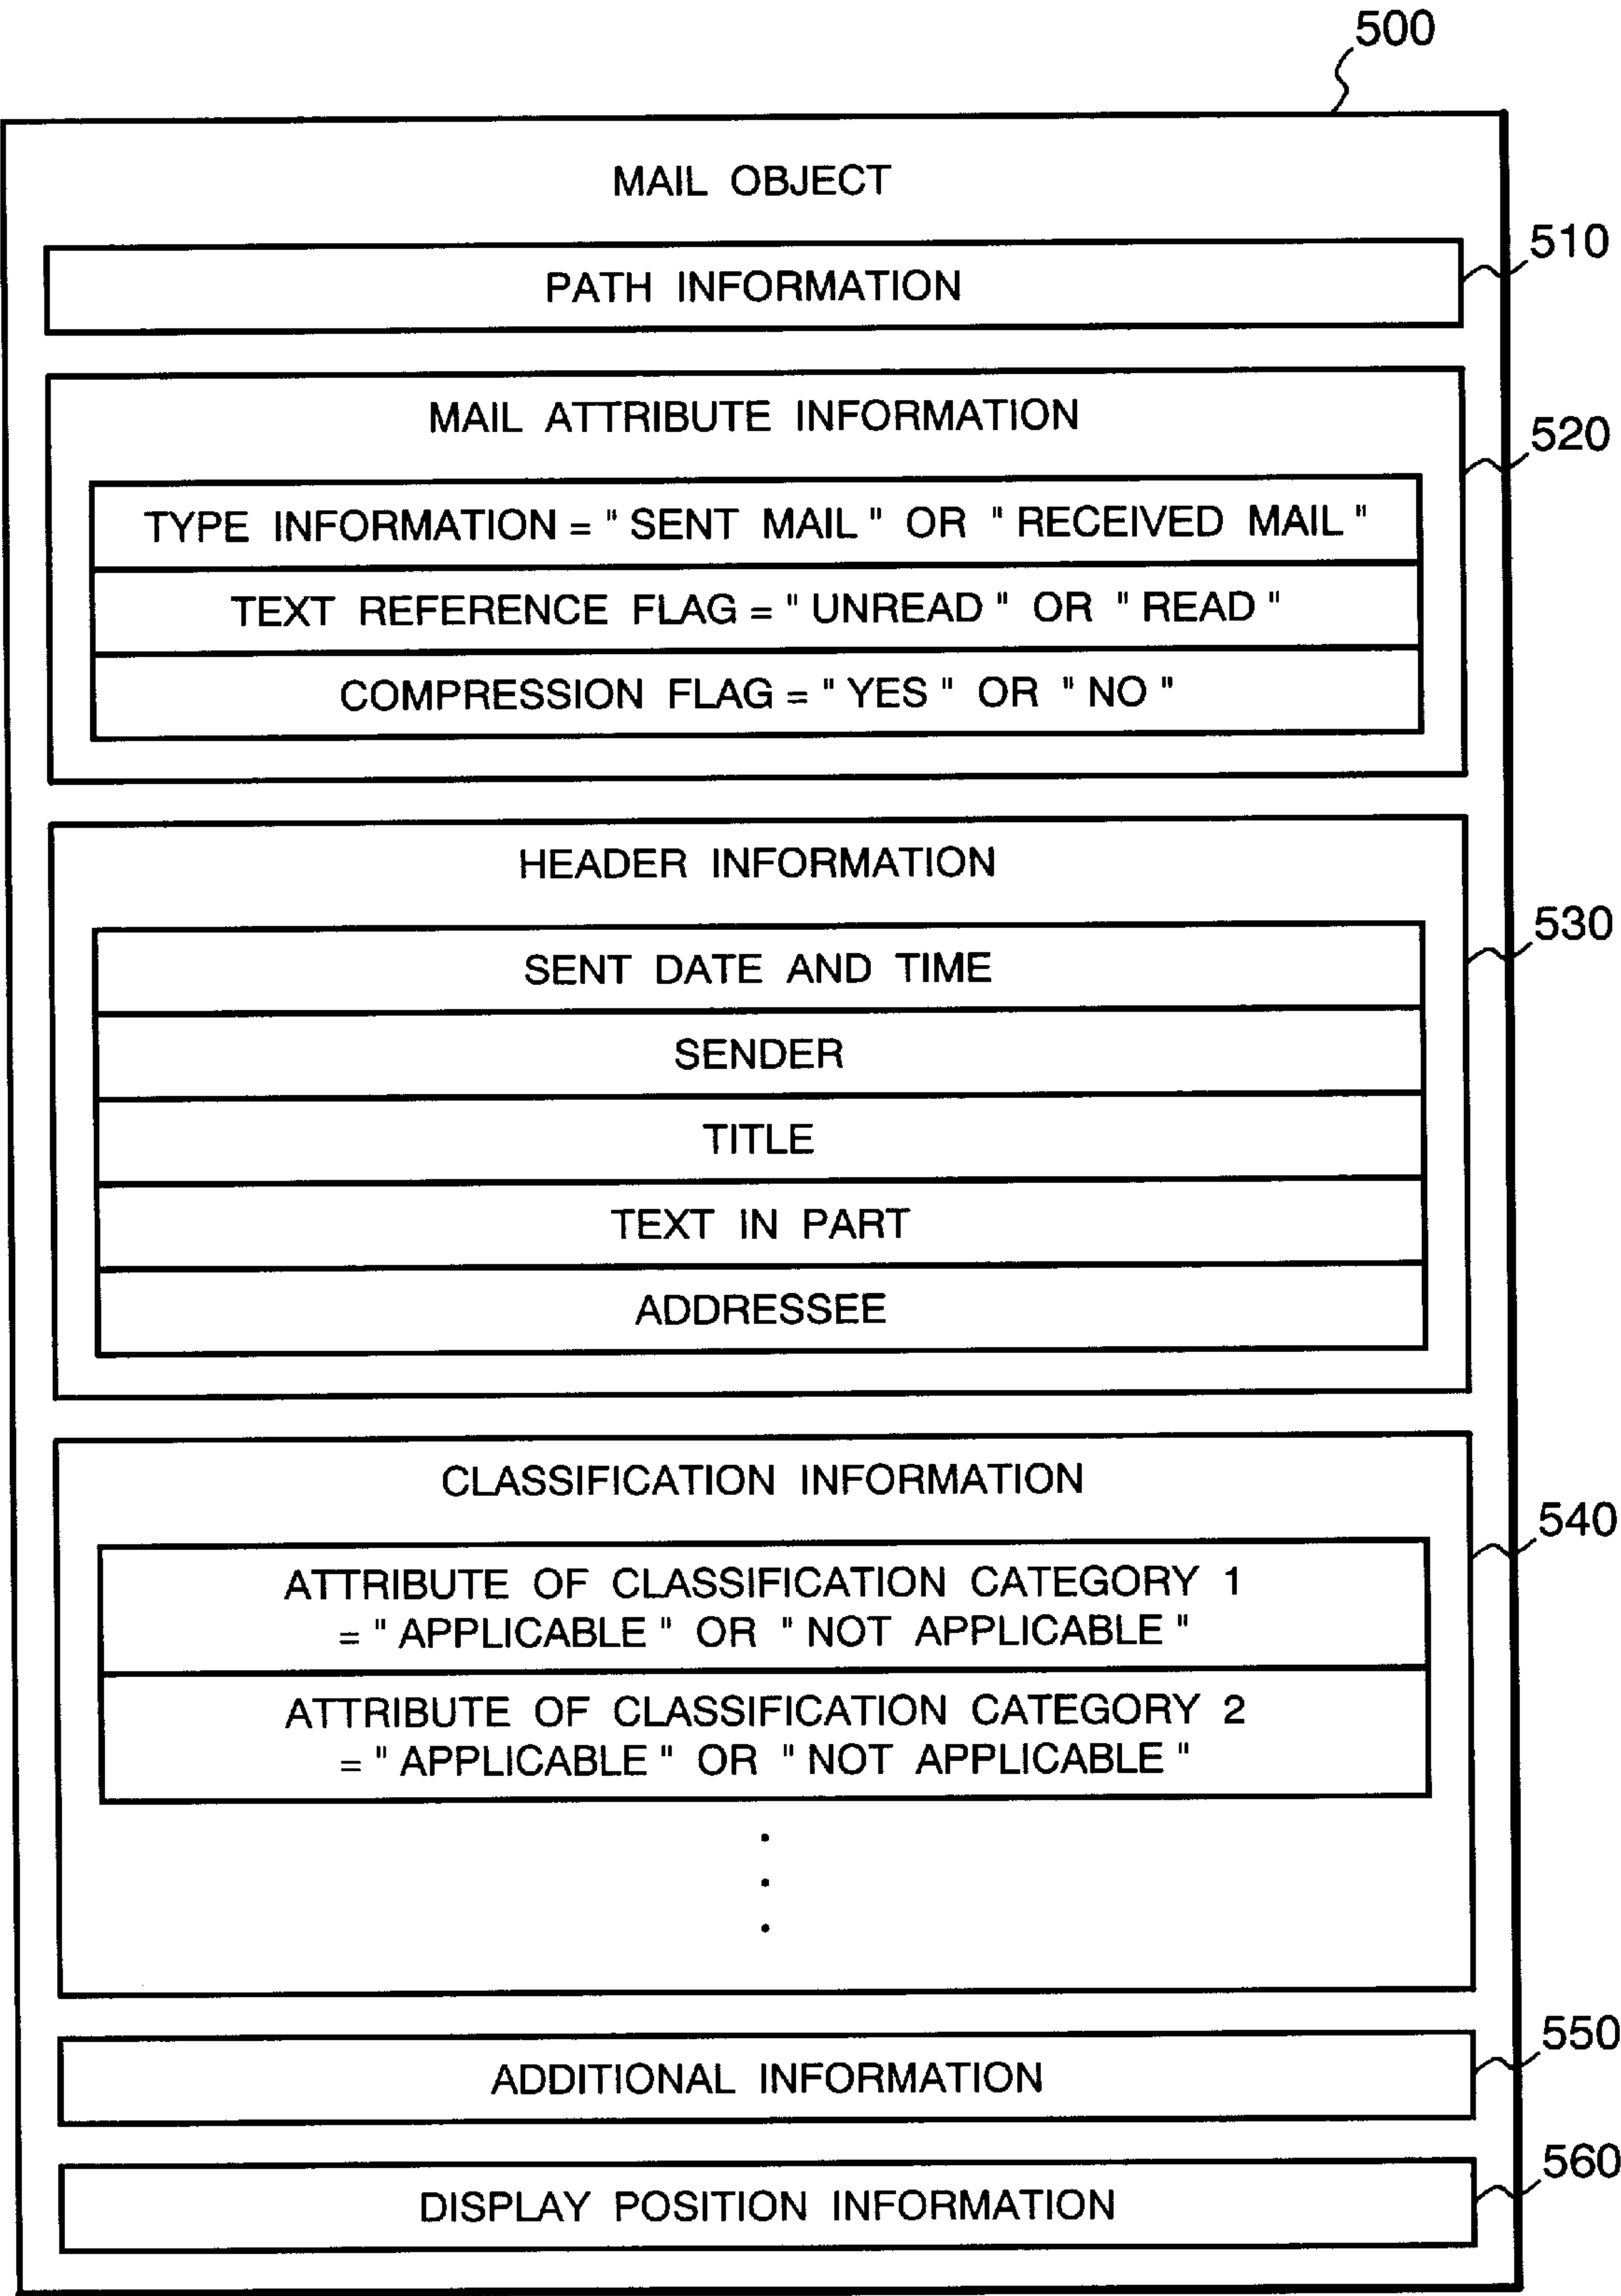 500
MAIL OBJECT
510
PATH INFORMATION
MAIL ATTRIBUTE INFORMATION
520
TYPE INFORMATION = " SENT MAIL " OR " RECEIVED MAIL "
TEXT REFERENCE FLAG = " UNREAD " OR " READ "
COMPRESSION FLAG = " YES " OR " NO "
HEADER INFORMATION
530
SENT DATE AND TIME
SENDER
TITLE
TEXT IN PART
ADDRESSEE
CLASSIFICATION INFORMATION
540
ATTRIBUTE OF CLASSIFICATION CATEGORY 1
= " APPLICABLE " OR " NOT APPLICABLE "
ATTRIBUTE OF CLASSIFICATION CATEGORY 2
= " APPLICABLE " OR " NOT APPLICABLE "
.
.
.
550
ADDITIONAL INFORMATION
560
DISPLAY POSITION INFORMATION